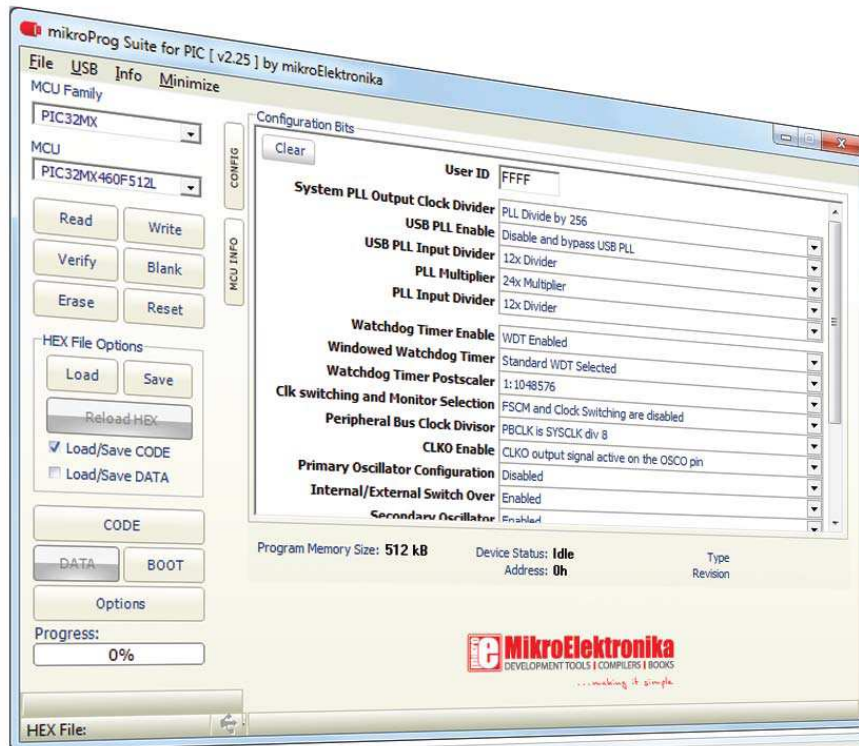 mikroProg Suite for PIC [ v2.25 ] by mikroElektronika
File USB Info Minimize
MCU Family
PIC32MX
MCU
PIC32MX460F512L
Read Write
Verify Blank
Erase Reset
HEX File Options
Load Save
Reload HEX
Load/Save CODE
Load/Save DATA
CODE
DATA BOOT
Options
Progress:
0%
HEX File:
CONFIG
MCU INFO
Configuration Bits
Clear
User ID FFFF
System PLL Output Clock Divider PLL Divide by 256
USB PLL Enable Disable and bypass USB PLL
USB PLL Input Divider 12x Divider
PLL Multiplier 24x Multiplier
PLL Input Divider 12x Divider
Watchdog Timer Enable WDT Enabled
Windowed Watchdog Timer Standard WDT Selected
Watchdog Timer Postscaler 1:1048576
Clk switching and Monitor Selection FSCM and Clock Switching are disabled
Peripheral Bus Clock Divisor PBCLK is SYSCLK div 8
CLKO Enable CLKO output signal active on the OSCO pin
Primary Oscillator Configuration Disabled
Internal/External Switch Over Enabled
Secondary Oscillator Enabled
Program Memory Size: 512 kB Device Status: Idle Type
Address: 0h Revision
MikroElektronika
DEVELOPMENT TOOLS | COMPILERS | BOOKS
...making it simple